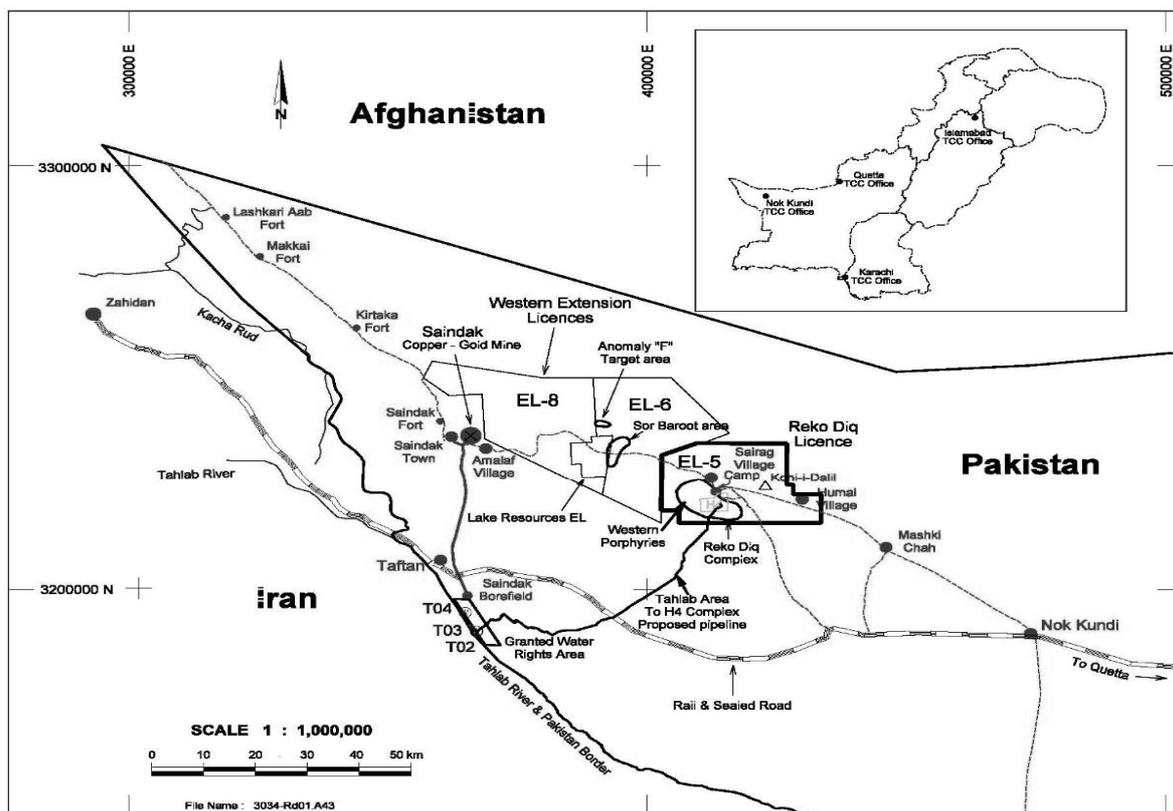 300000 E
400000 E
500000 E
N
Afghanistan
3300000 N
Islamabad
TCC Office
Quetta
TCC Office
Nok Kundi
TCC Office
Karachi
TCC Office
Lashkari Aab
Fort
Makkai
Fort
Zahidan
Kacha Rud
Kirtaka
Fort
Western Extension
Licences
Saindak
Copper - Gold Mine
Anomaly "F"
Target area
EL-8
EL-6
Sor Baroot area
Saindak
Fort
Saindak
Town
Amalaf
Village
Reko Diq
Licence
EL-5
Sairag
Village
Camp
Koh-i-Dalil
Humai
Village
H4
Pakistan
Tahlab River
Lake Resources EL
Western
Porphyries
Reko Diq
Complex
Mashki
Chah
Taftan
3200000 N
Iran
Saindak
Borefield
Tahlab Area
To H4 Complex
Proposed pipeline
T04
T03
T02
Granted Water
Rights Area
Nok Kundi
To Quetta
Tahlab River & Pakistan Border
Rail & Sealed Road
SCALE 1 : 1,000,000
0 10 20 30 40 50 km
File Name : 3034-Rd01.A43